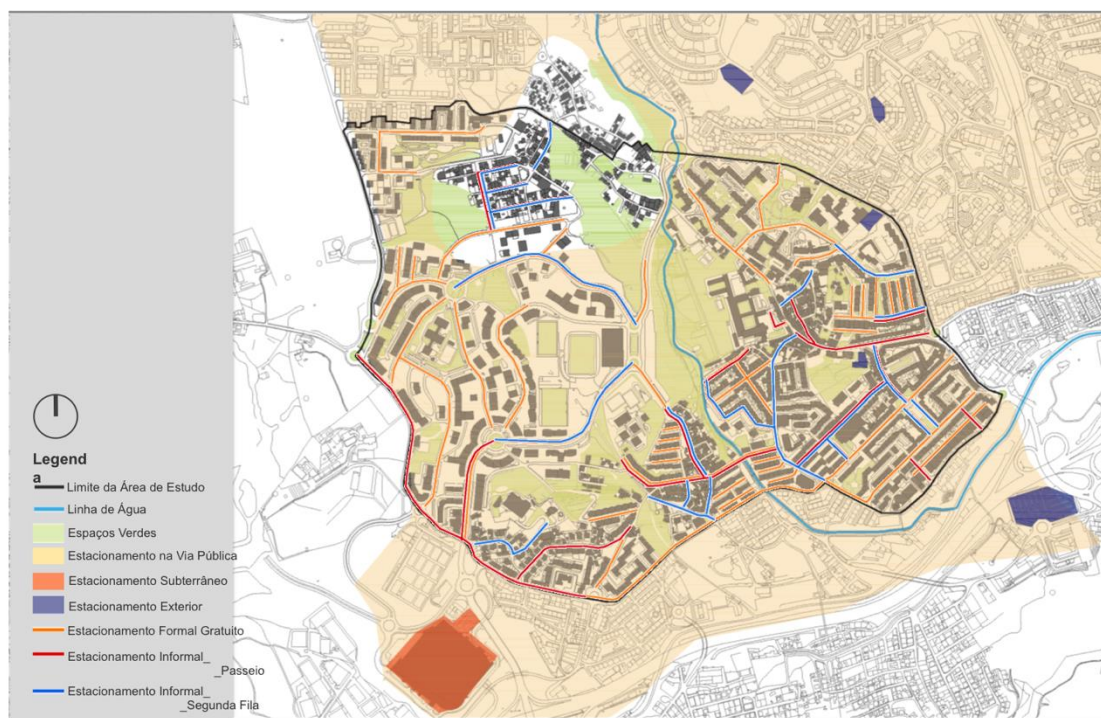 Legend
a
Limite da Área de Estudo
Linha de Água
Espaços Verdes
Estacionamento na Via Pública
Estacionamento Subterrâneo
Estacionamento Exterior
Estacionamento Formal Gratuito
Estacionamento Informal_
_Passeio
Estacionamento Informal_
_Segunda Fila